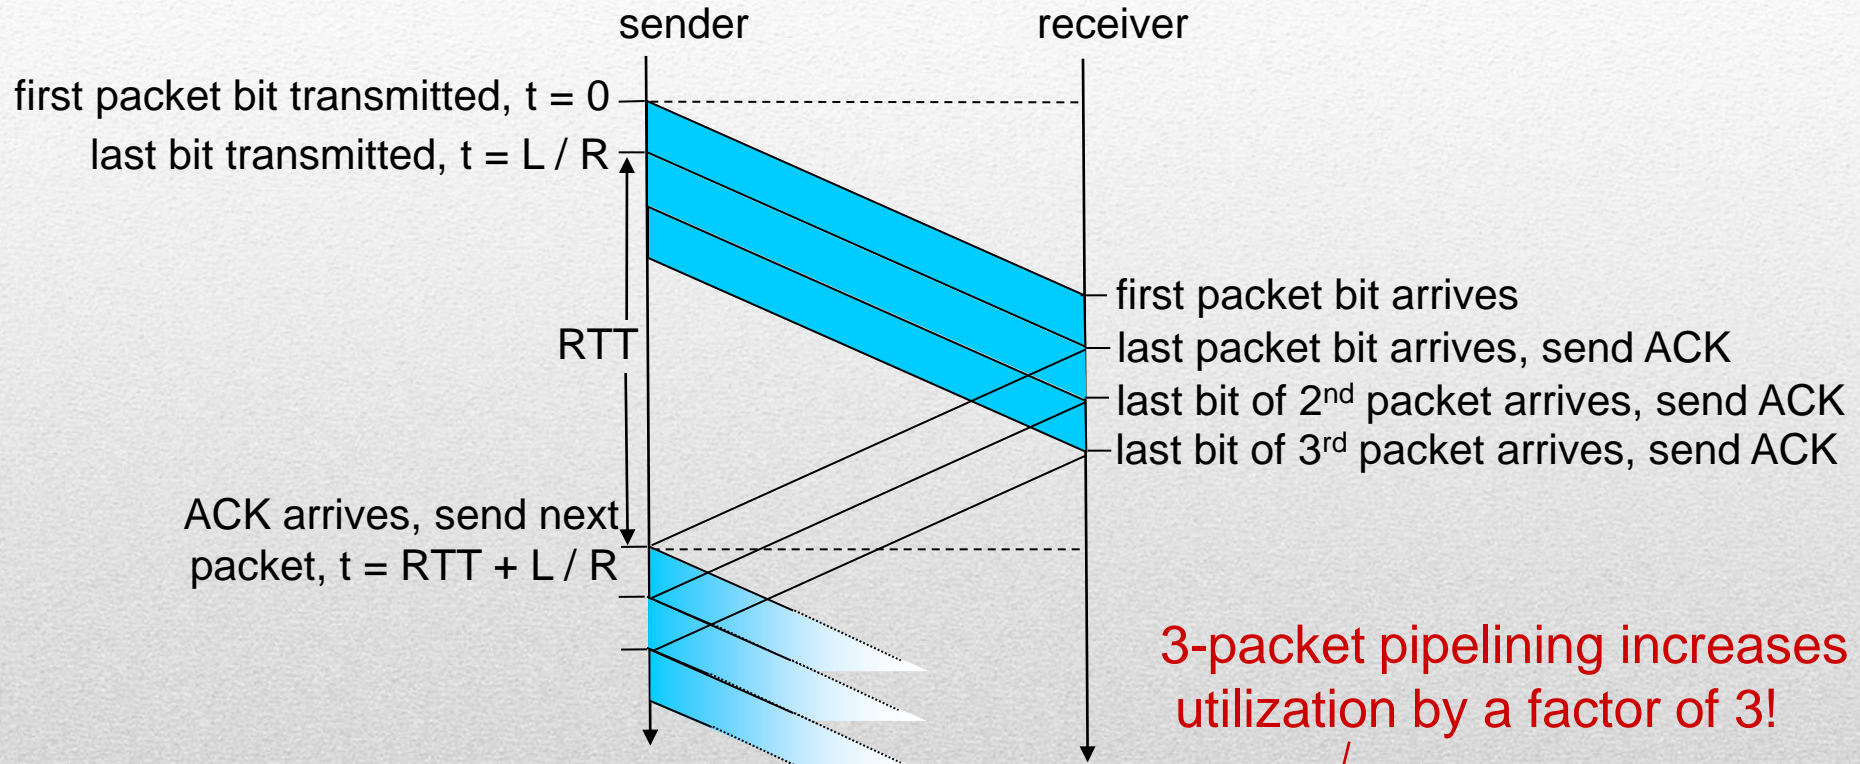 sender
receiver
first packet bit transmitted, t = 0
last bit transmitted, t = L / R
RTT
first packet bit arrives
last packet bit arrives, send ACK
last bit of 2nd packet arrives, send ACK
last bit of 3rd packet arrives, send ACK
ACK arrives, send next
packet, t = RTT + L / R
3-packet pipelining increases
utilization by a factor of 3!